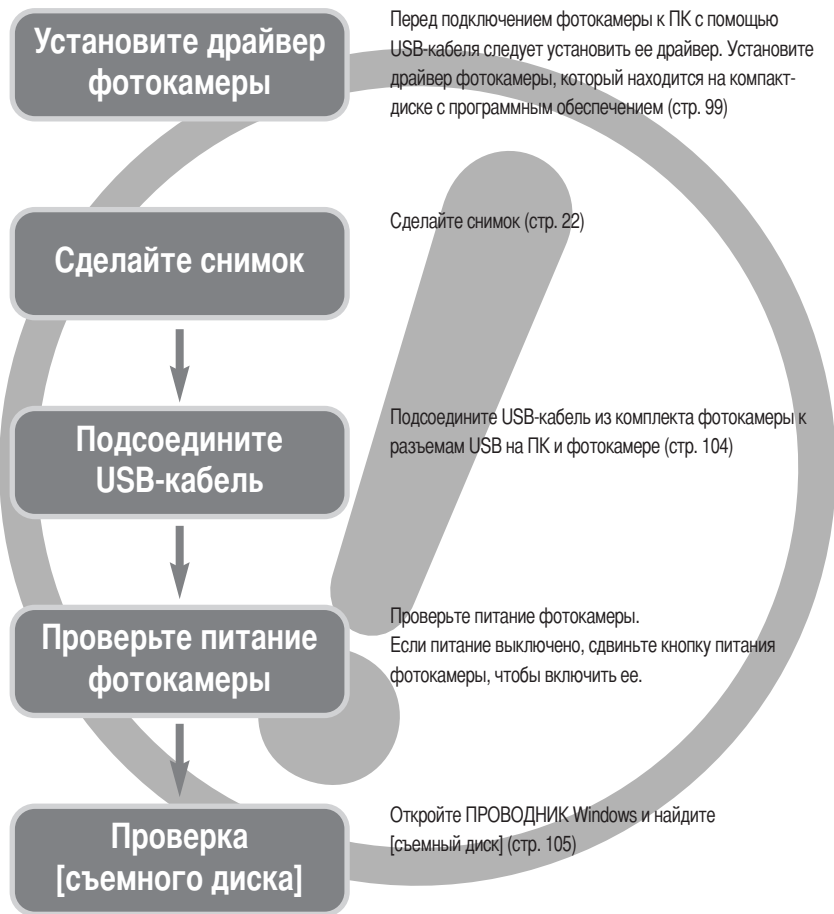 Установите драйвер
фотокамеры
Перед подключением фотокамеры к ПК с помощью
USB-кабеля следует установить ее драйвер. Установите
драйвер фотокамеры, который находится на компакт-
диске с программным обеспечением (стр. 99)
Сделайте снимок
Сделайте снимок (стр. 22)
Подсоедините
USB-кабель
Подсоедините USB-кабель из комплекта фотокамеры к
разъемам USB на ПК и фотокамере (стр. 104)
Проверьте питание
фотокамеры
Проверьте питание фотокамеры.
Если питание выключено, сдвиньте кнопку питания
фотокамеры, чтобы включить ее.
Проверка
[съемного диска]
Откройте ПРОВОДНИК Windows и найдите
[съемный диск] (стр. 105)